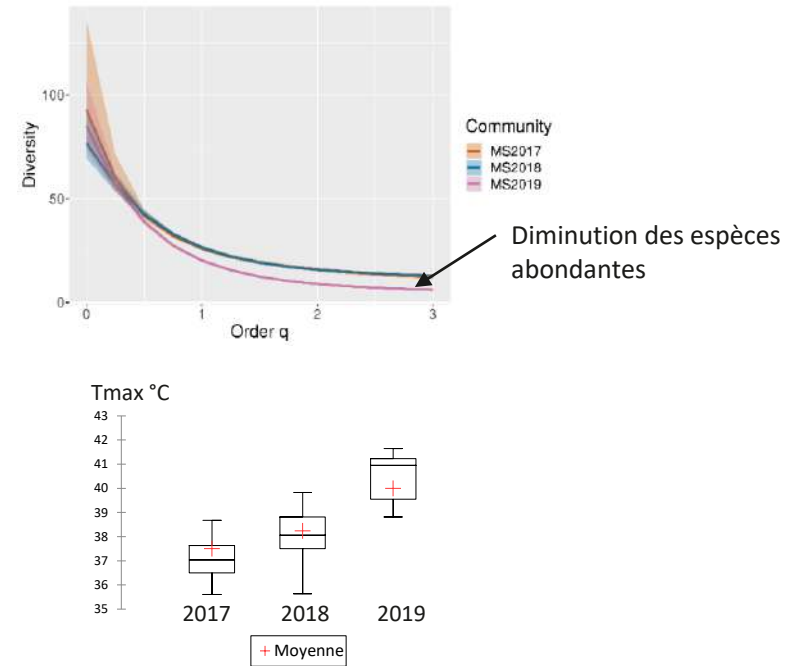 100
50
0
Diversity
0 1 2 3
Order q
Community
MS2017
MS2018
MS2019
Diminution des espèces
abondantes
Tmax °C
43
42
41
40
39
38
37
36
35
2017 2018 2019
+ Moyenne